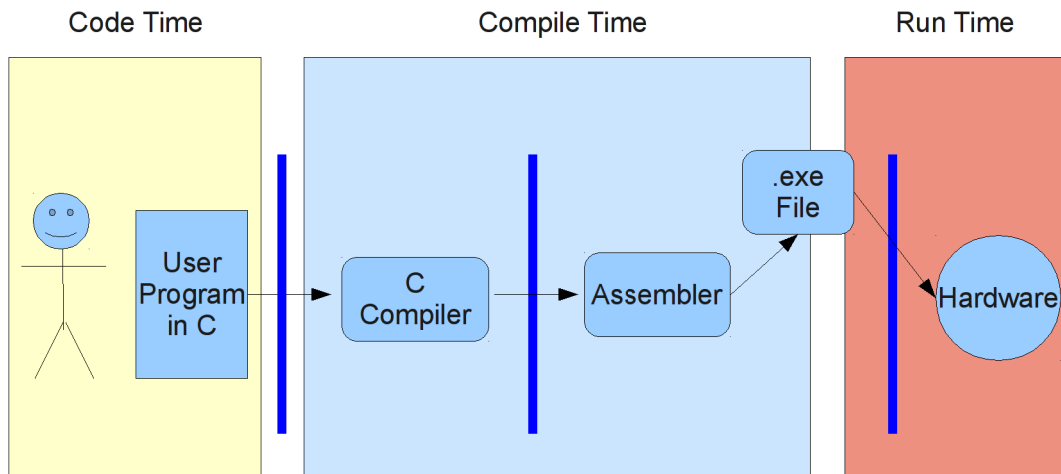 Code Time
Compile Time
Run Time
User
Program
in C
C
Compiler
Assembler
.exe
File
Hardware